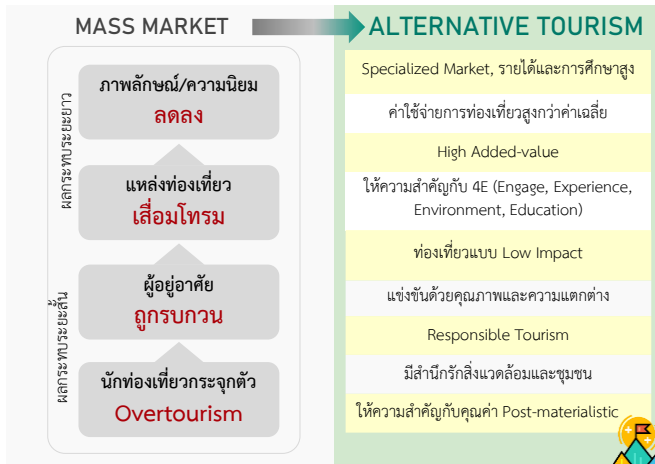 MASS MARKET
ALTERNATIVE TOURISM
ผลกระทบระยะยาว
ภาพลักษณ์/ความนิยม
ลดลง
แหล่งท่องเที่ยว
เสื่อมโทรม
ผลกระทบระยะสั้น
ผู้อยู่อาศัย
ถูกรบกวน
นักท่องเที่ยวกระจุกตัว
Overtourism
Specialized Market, รายได้และการศึกษาสูง
ค่าใช้จ่ายการท่องเที่ยวสูงกว่าค่าเฉลี่ย
High Added-value
ให้ความสำคัญกับ 4E (Engage, Experience,
Environment, Education)
ท่องเที่ยวแบบ Low Impact
แข่งขันด้วยคุณภาพและความแตกต่าง
Responsible Tourism
มีสำนึกรักสิ่งแวดล้อมและชุมชน
ให้ความสำคัญกับคุณค่า Post-materialistic